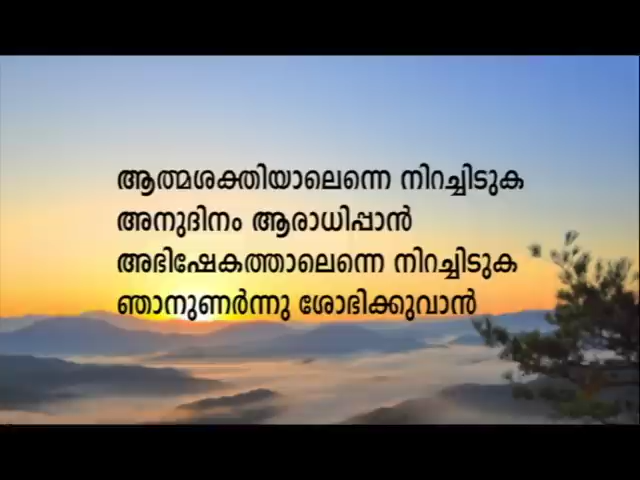 ആത്മശക്തിയാലെന്നെ നിറച്ചിടുക
അനുദിനം ആരാധിപ്പാൻ
അഭിഷേകത്താലെന്നെ നിറച്ചിടുക
ഞാനുണർന്നു ശോഭിക്കുവാൻ